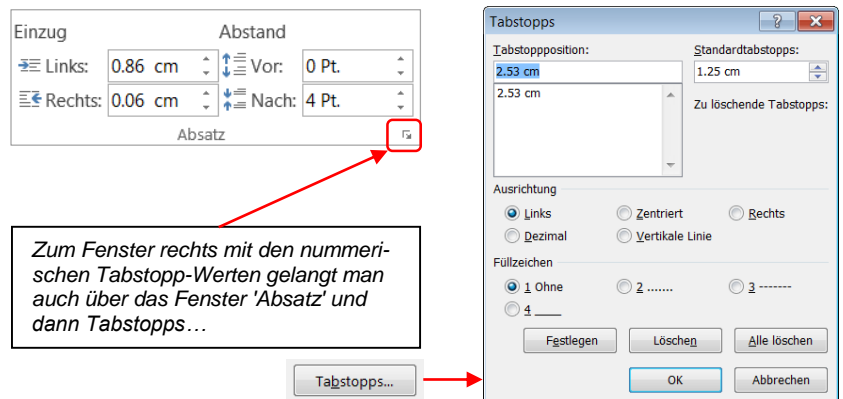 Einzug Abstand
Links: 0.86 cm Vor: 0 Pt.
Rechts: 0.06 cm Nach: 4 Pt.
Absatz
Zum Fenster rechts mit den nummeri-
schen Tabstopp-Werten gelangt man
auch über das Fenster 'Absatz' und
dann Tabstopps…
Tabstopps...
Tabstopps
Tabstoppposition: Standardtabstopps:
2.53 cm 1.25 cm
2.53 cm
Zu löschende Tabstopps:
Ausrichtung
Links Zentriert Rechts
Dezimal Vertikale Linie
Füllzeichen
1 Ohne 2 ....... 3 -------
4 ____
Festlegen Löschen Alle löschen
OK Abbrechen